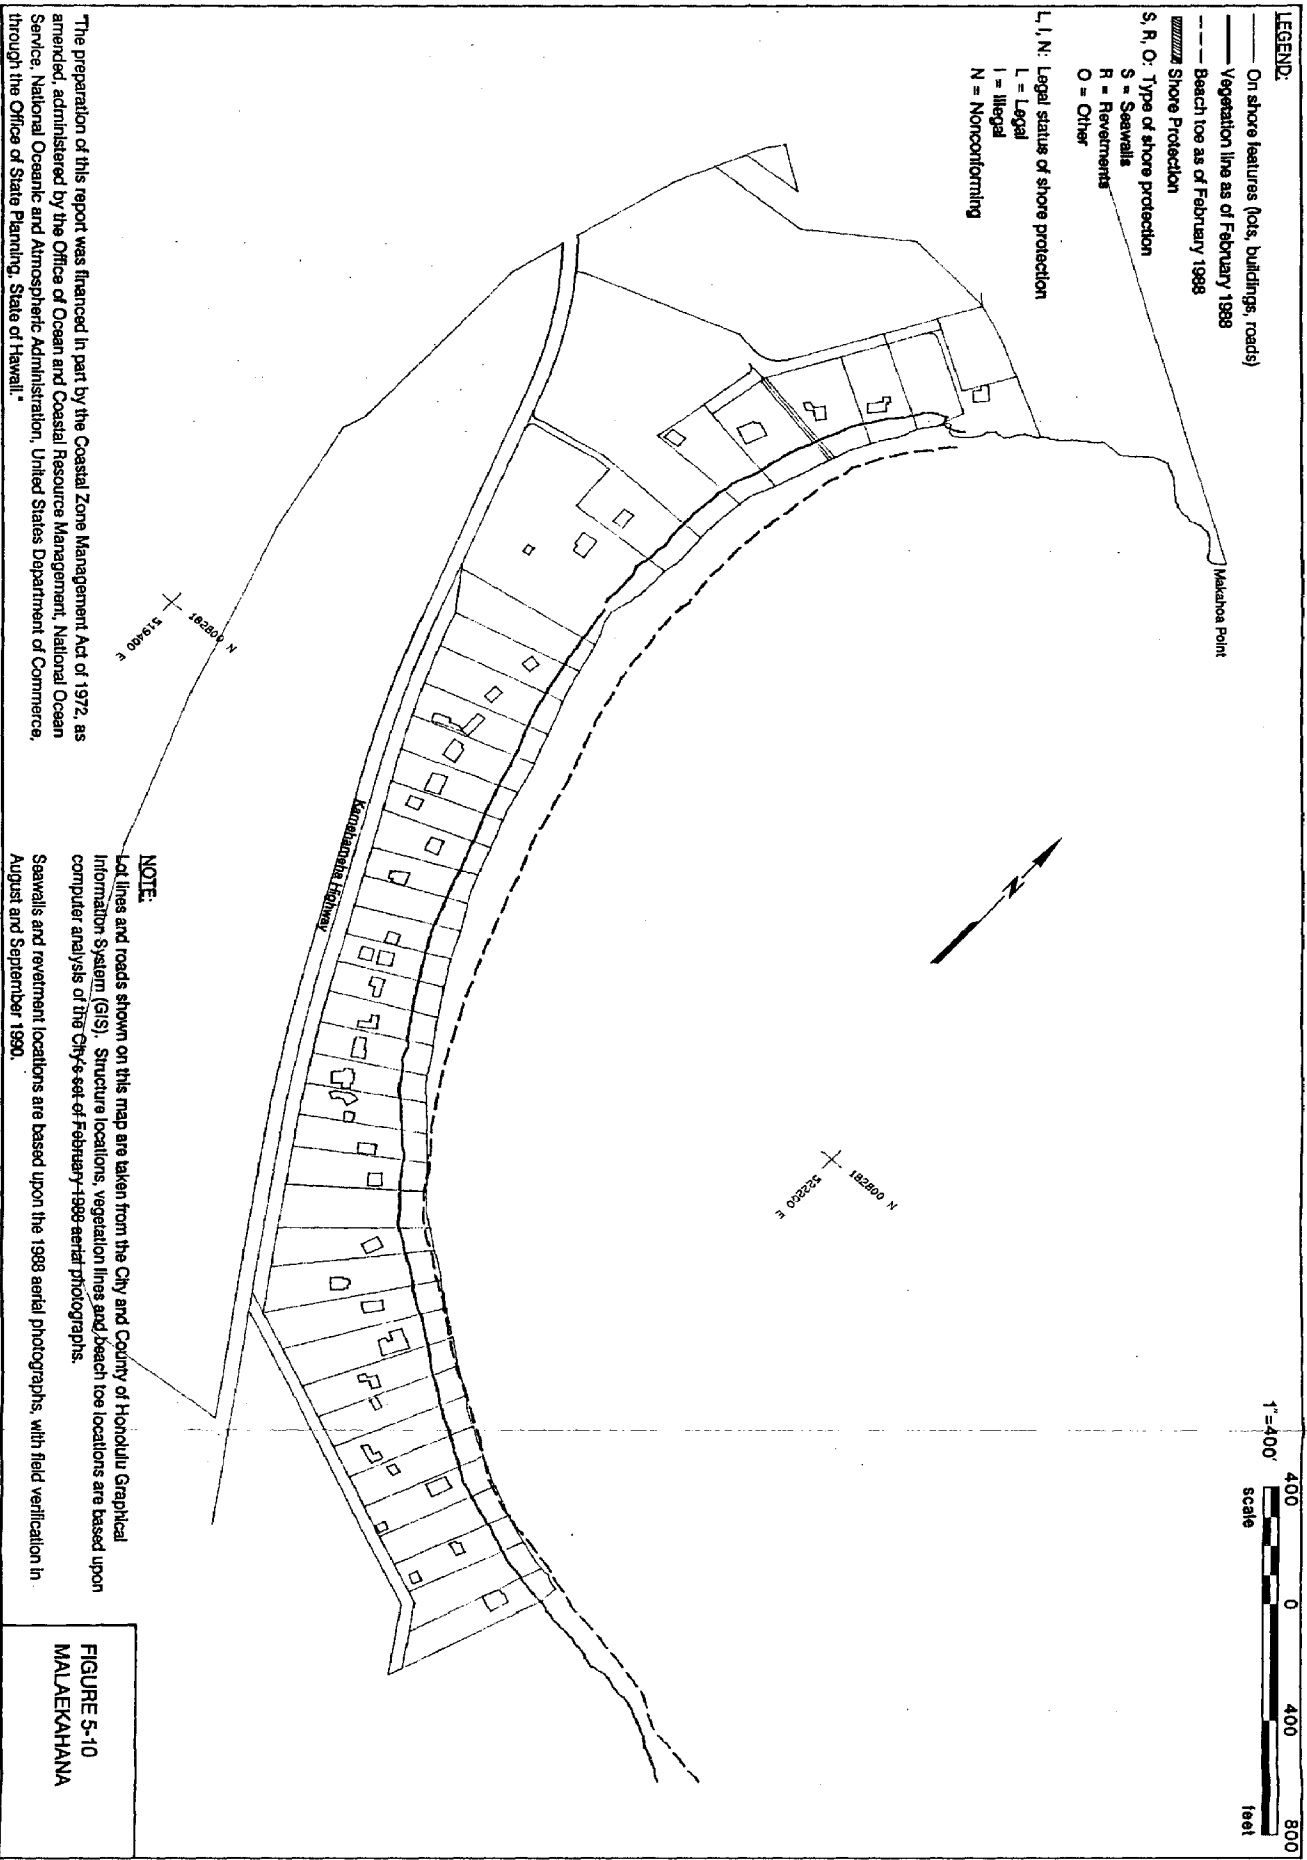 LEGEND:
On shore features (lots, buildings, roads)
Vegetation line as of February 1988
Beach toe as of February 1988
Shore Protection
S, R, O: Type of shore protection
S = Seawalls
R = Revetments
O = Other
L, I, N: Legal status of shore protection
L = Legal
I = Illegal
N = Nonconforming
Makahoa Point
1"=400'
400 0 400 800
scale feet
N
182800 N
522200 E
182800 N
519400 E
Kamehameha Highway
"The preparation of this report was financed in part by the Coastal Zone Management Act of 1972, as
amended, administered by the Office of Ocean and Coastal Resource Management, National Ocean
Service, National Oceanic and Atmospheric Administration, United States Department of Commerce,
through the Office of State Planning, State of Hawaii."
NOTE:
Lot lines and roads shown on this map are taken from the City and County of Honolulu Graphical
Information System (GIS). Structure locations, vegetation lines and beach toe locations are based upon
computer analysis of the City's set of February 1988 aerial photographs.
Seawalls and revetment locations are based upon the 1988 aerial photographs, with field verification in
August and September 1990.
FIGURE 5-10
MALAEKAHANA